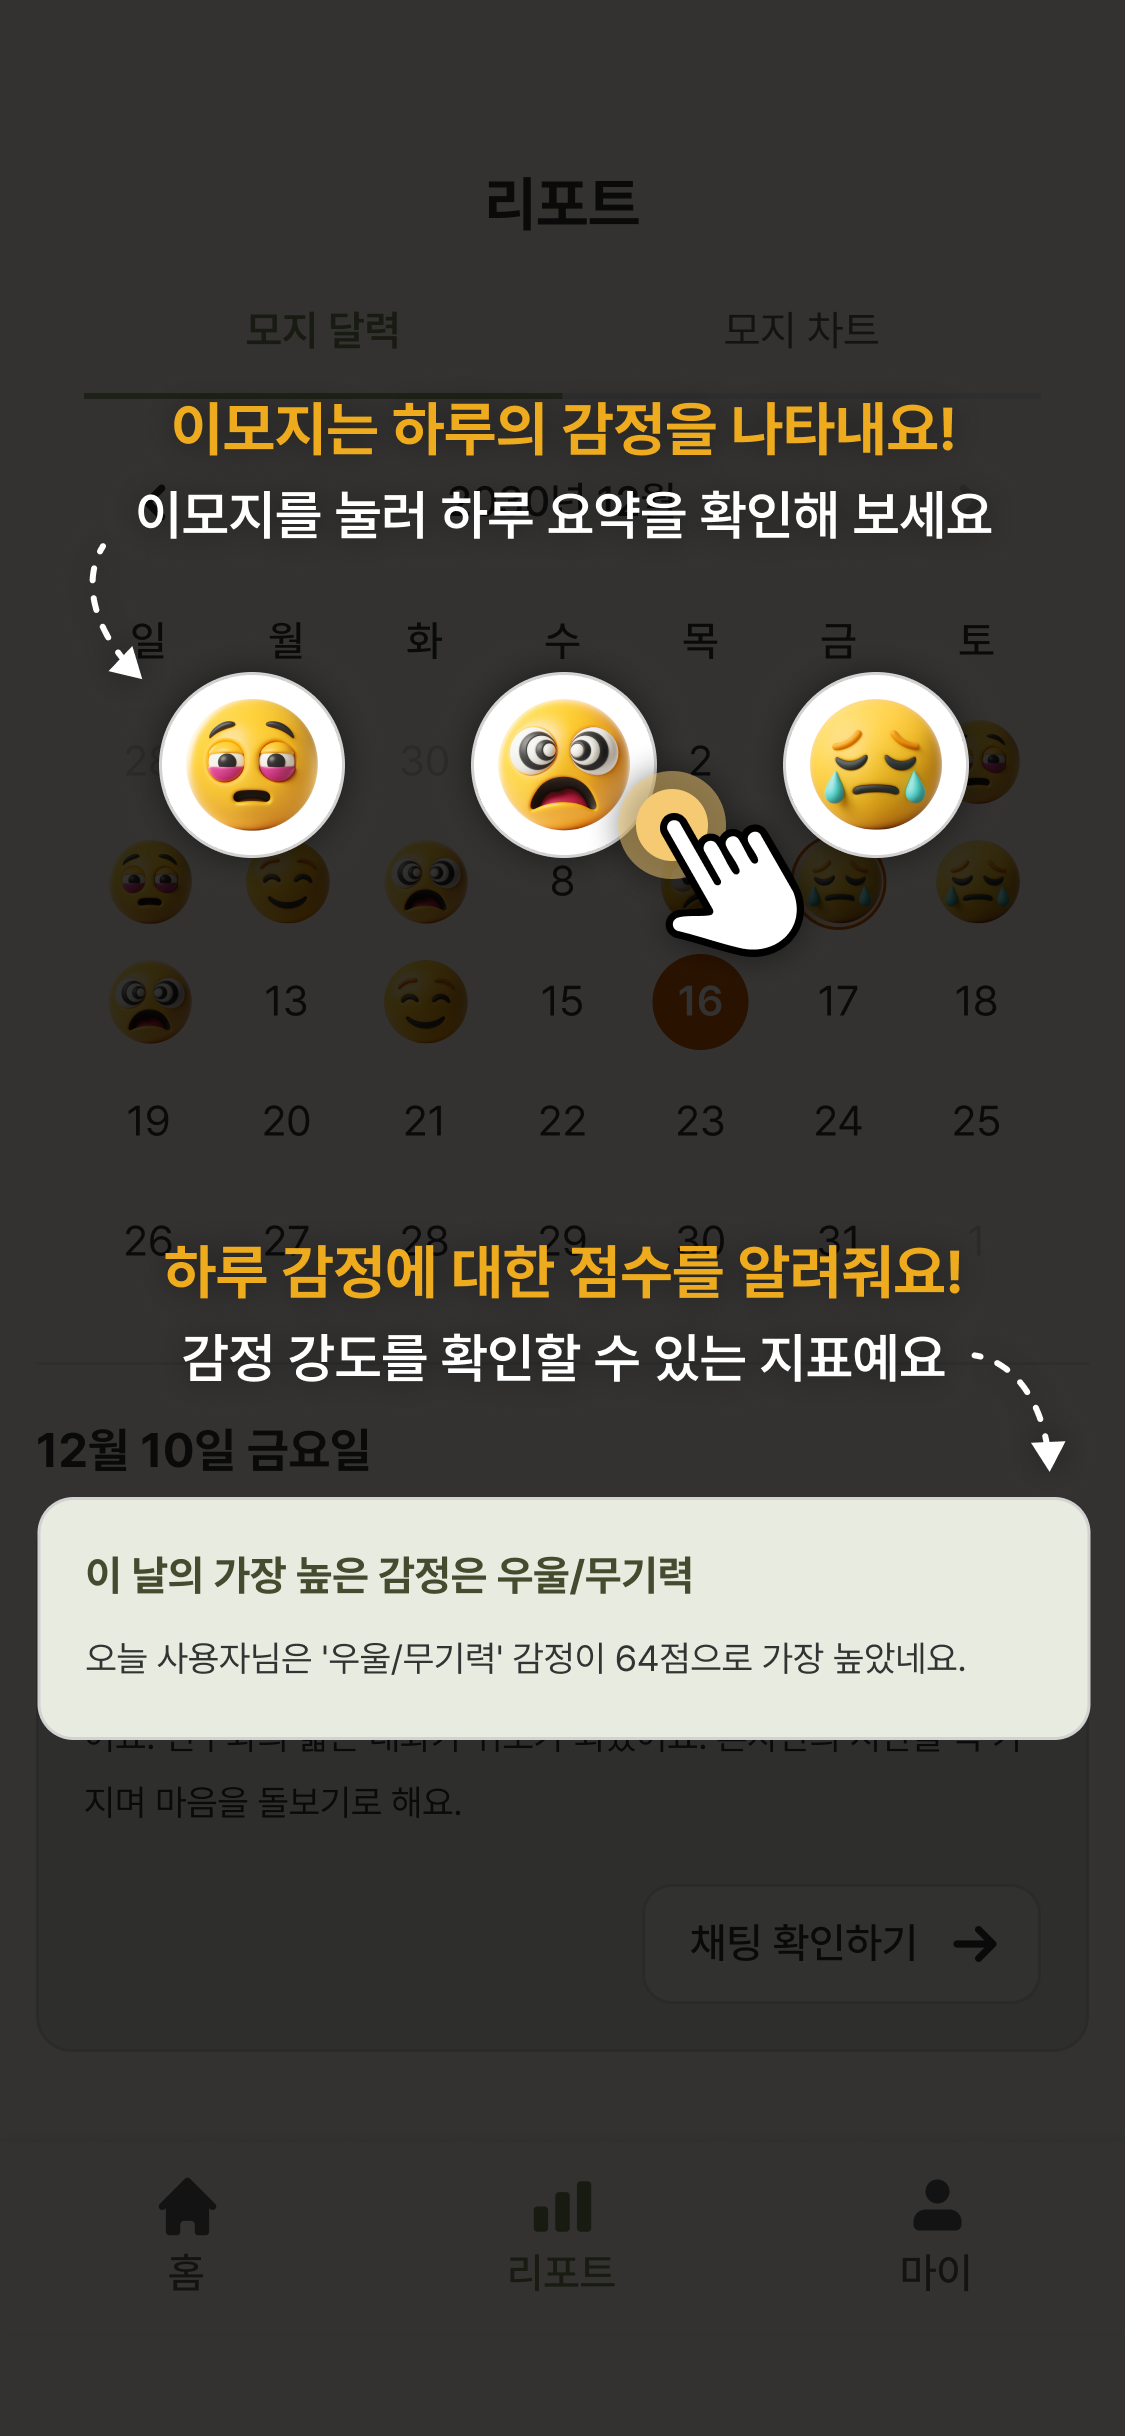 리포트
모지 달력
모지 차트
이모지는 하루의 감정을 나타내요!
2020년 12월
이모지를 눌러 하루 요약을 확인해 보세요
일 월 화 수 목 금 토
30 2
8
13 15 16 17 18
19 20 21 22 23 24 25
26 27 28 29 30 31 1
하루 감정에 대한 점수를 알려줘요!
감정 강도를 확인할 수 있는 지표예요
12월 10일 금요일
이 날의 가장 높은 감정은 우울/무기력
오늘 사용자님은 '우울/무기력' 감정이 64점으로 가장 높았네요.
지며 마음을 돌보기로 해요.
채팅 확인하기
홈
리포트
마이